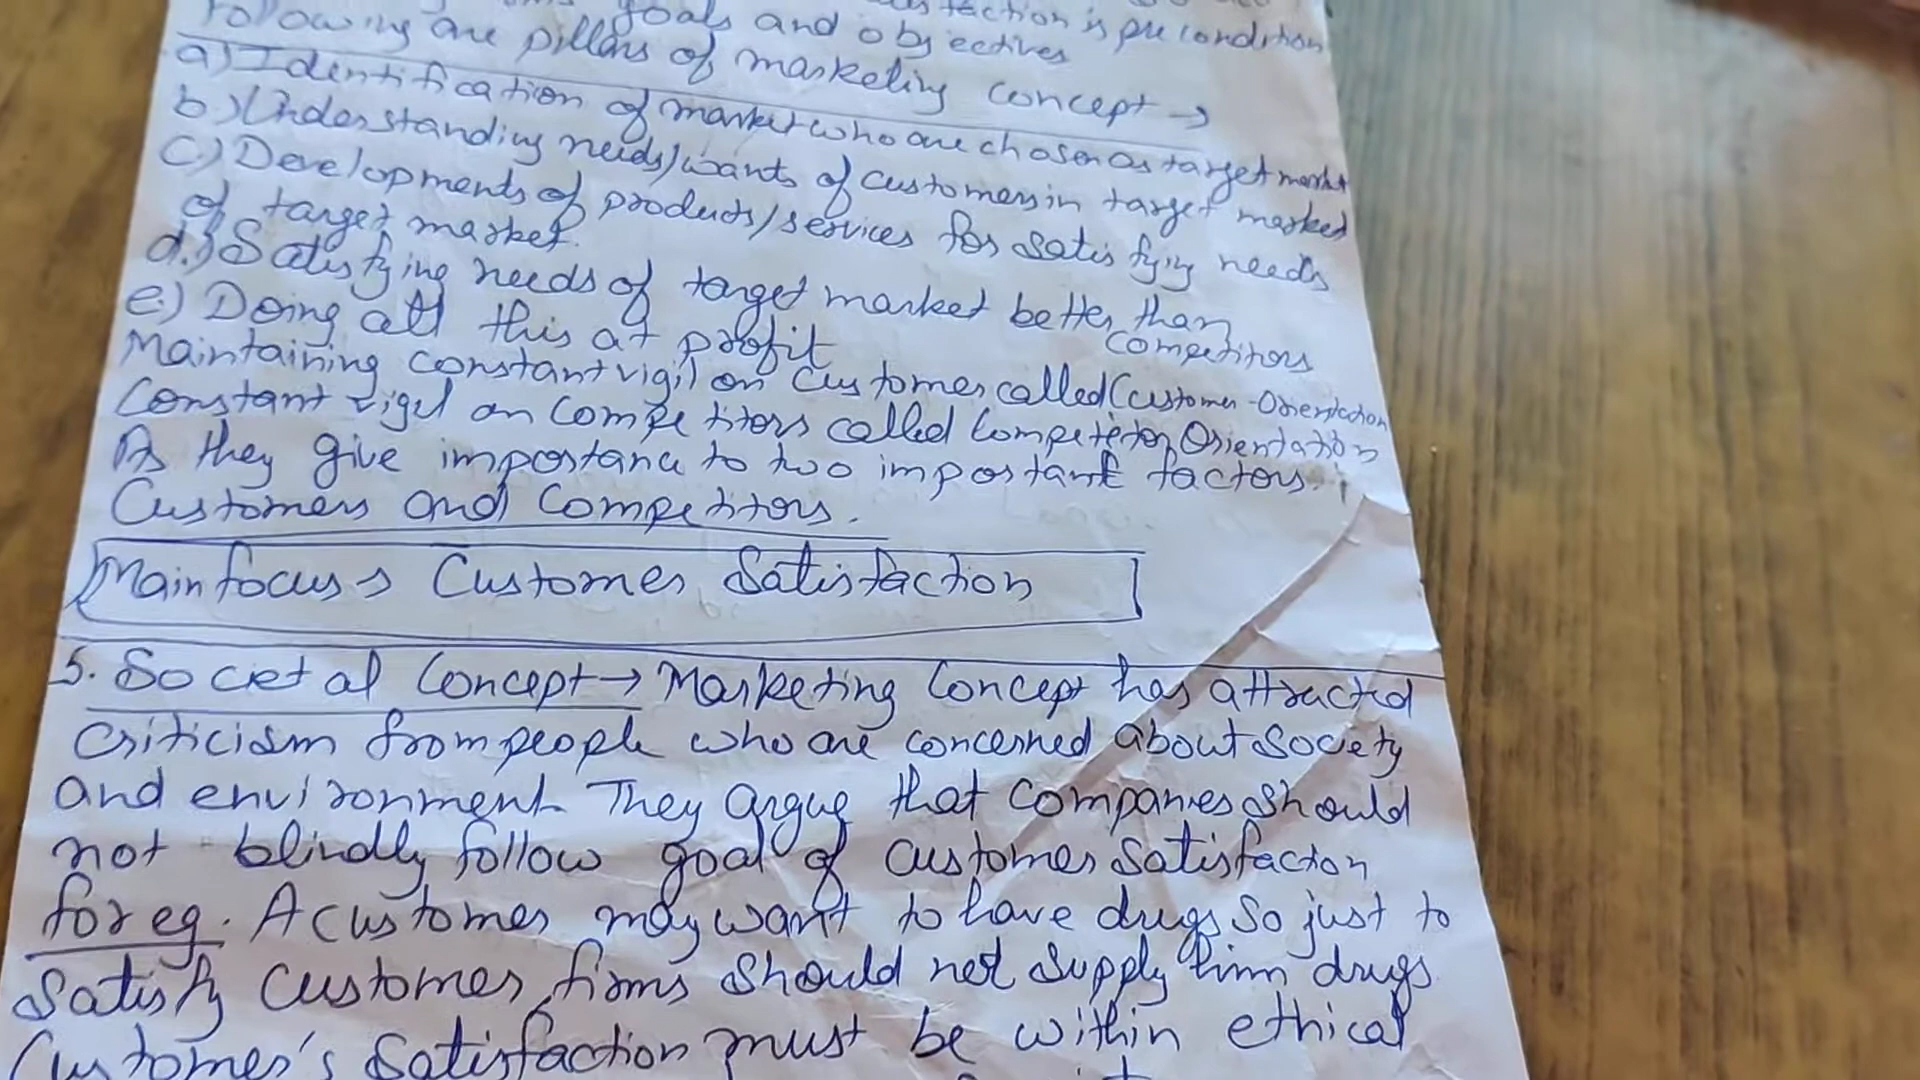 goals and objectives
faction is pre condition
Following are pillars of marketing concept →
a) Identification of market who are chosen as target market
b.) Understanding needs/wants of customers in target market
C.) Developments of products/services for satisfying needs
of target market.
d.) Satisfying needs of target market better than
competitors
e.) Doing all this at profit
Maintaining constant vigil on customer called Customer-Orientation
Constant vigil on Competitors called Competitor Orientation
As they give importance to two important factors.
Customers and Competitors.
Main focus → Customer Satisfaction
5. Societal Concept → Marketing Concept has attracted
criticism from people who are concerned about society
and environment. They argue that Companies should
not blindly follow goal of customer satisfaction
for eg. A customer may want to have drugs so just to
Satisfy customer, firms should not supply him drugs
Customer's Satisfaction must be within ethical